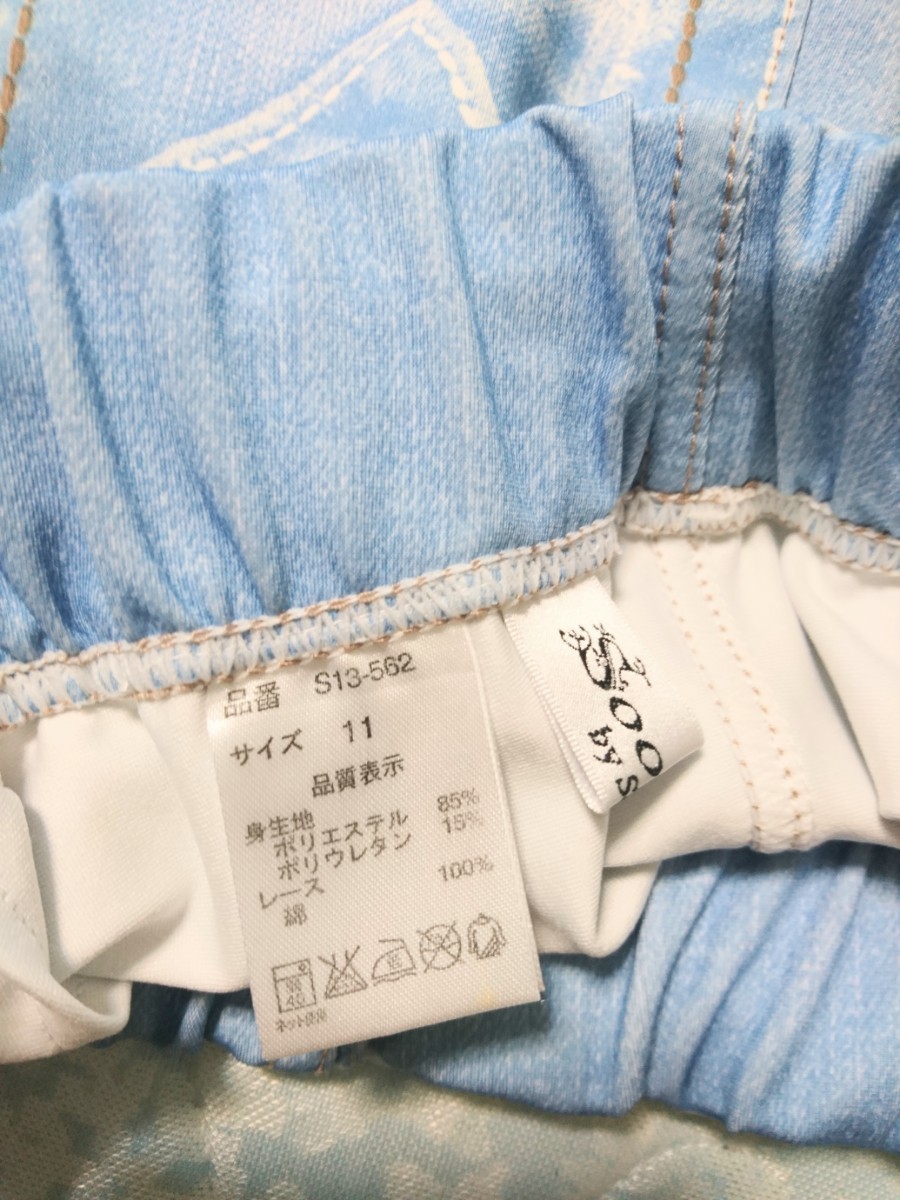 品番 S13-562
サイズ 11
品質表示
身生地
ポリエステル 85%
ポリウレタン 15%
レース
綿 100%
40
ネット使用
by